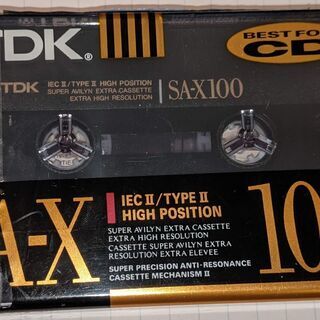 TDK
BEST FOR
CD
TDK
IEC II/TYPE II HIGH POSITION
SUPER AVILYN EXTRA CASSETTE
EXTRA HIGH RESOLUTION
SA-X100
A-X
IEC II/TYPE II
HIGH POSITION
SUPER AVILYN EXTRA CASSETTE
EXTRA HIGH RESOLUTION
CASSETTE SUPER AVILYN EXTRA
RESOLUTION EXTRA ELEVEE
SUPER PRECISION ANTI-RESONANCE
CASSETTE MECHANISM II
10